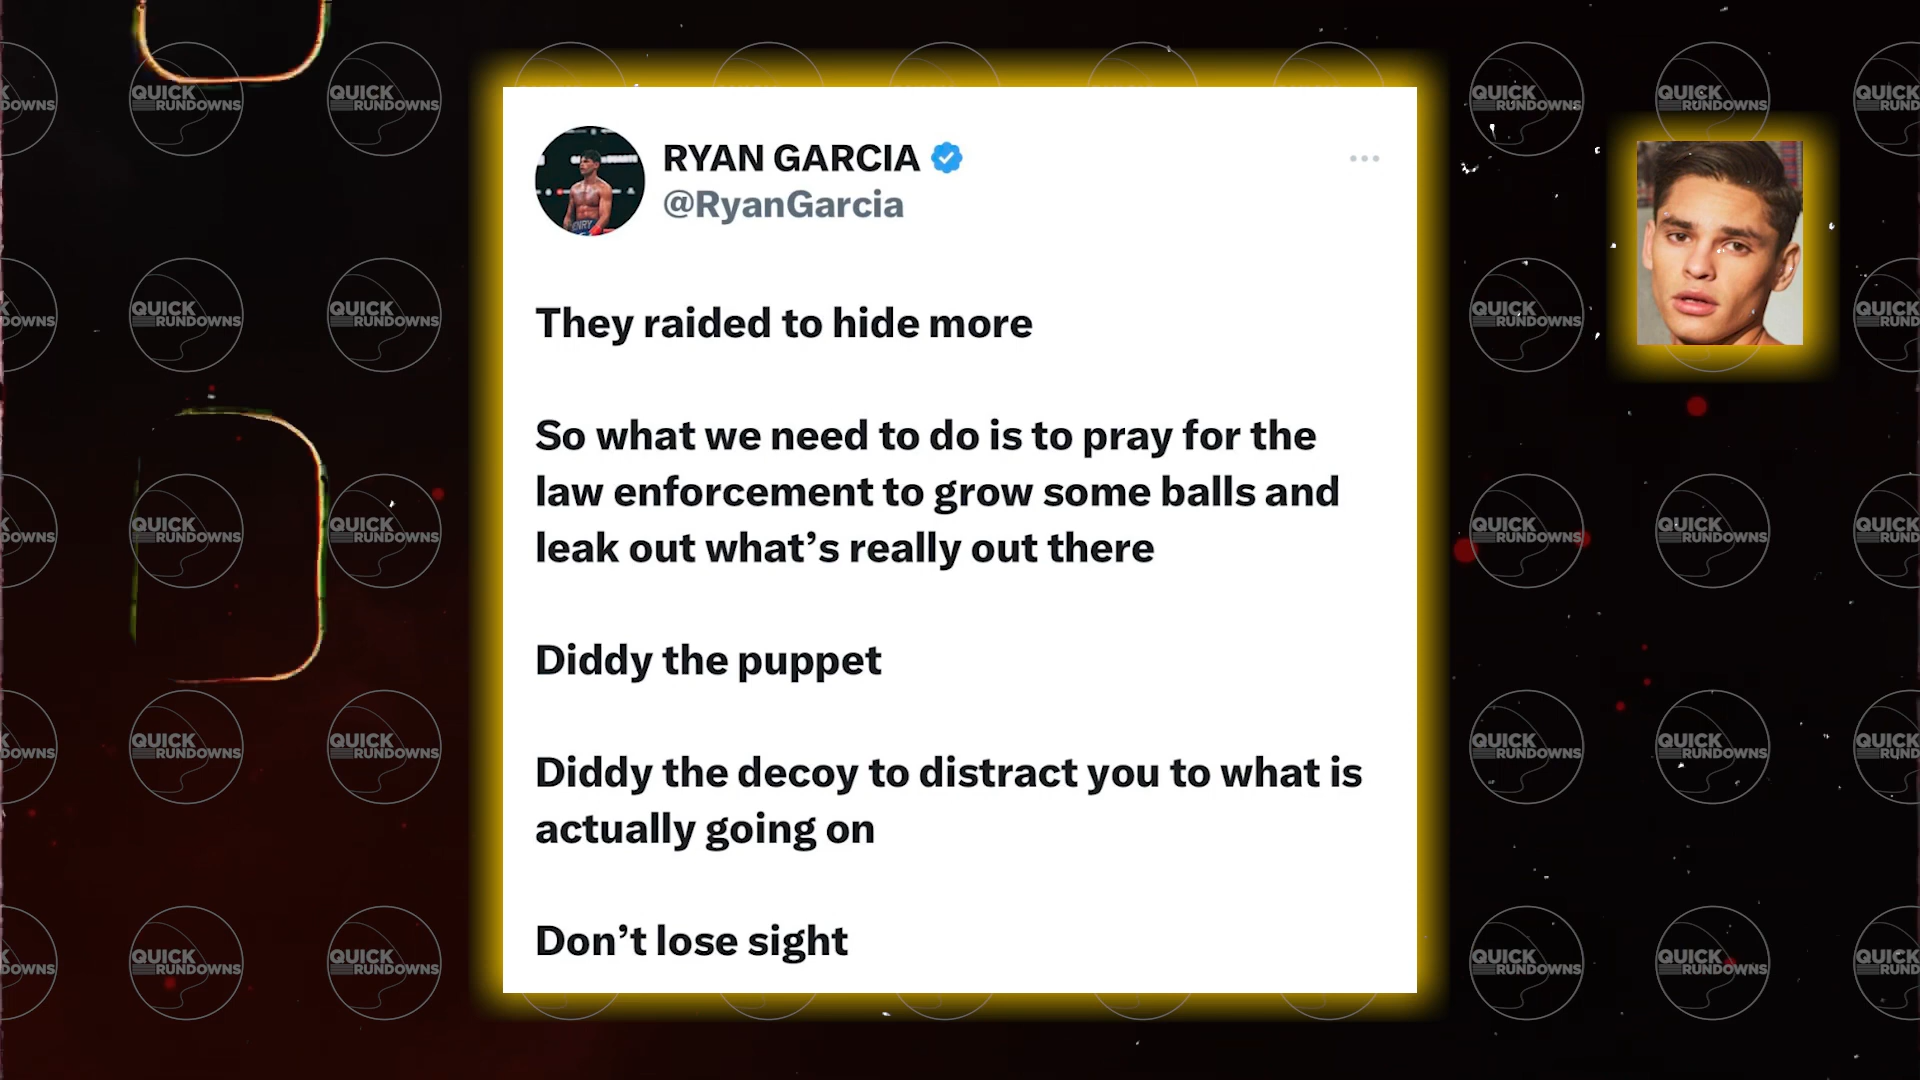 RYAN GARCIA
@RyanGarcia
They raided to hide more
So what we need to do is to pray for the
law enforcement to grow some balls and
leak out what’s really out there
Diddy the puppet
Diddy the decoy to distract you to what is
actually going on
Don’t lose sight
QUICK
RUNDOWNS